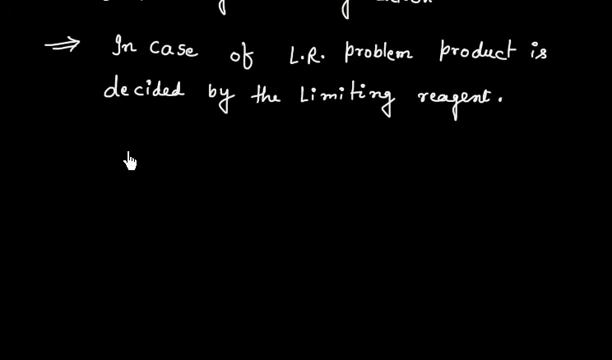 ⇒ In case of L.R. problem product is
decided by the Limiting reagent.